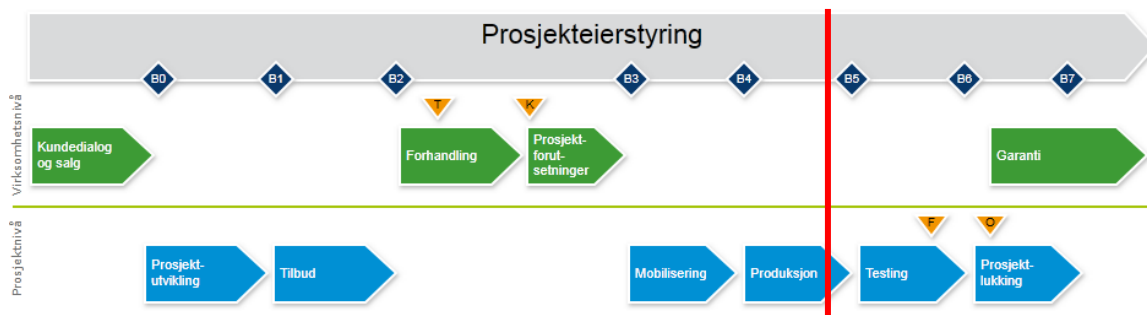 Prosjekteierstyring
B0
B1
B2
B3
B4
B5
B6
B7
Virksomhetsnivå
T
K
Kundedialog
og salg
Forhandling
Prosjekt-
forut-
setninger
Garanti
Prosjektnivå
F
O
Prosjekt-
utvikling
Tilbud
Mobilisering
Produksjon
Testing
Prosjekt-
lukking